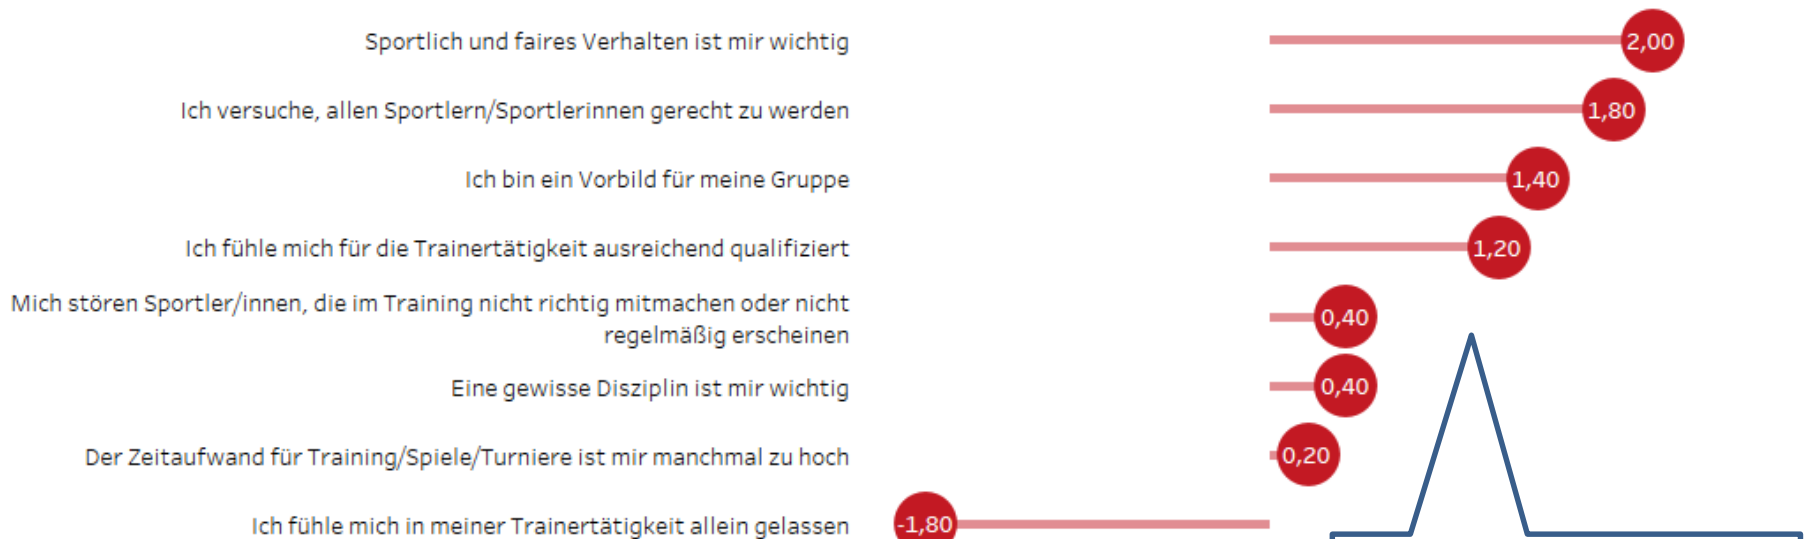 Sportlich und faires Verhalten ist mir wichtig
2,00
Ich versuche, allen Sportlern/Sportlerinnen gerecht zu werden
1,80
Ich bin ein Vorbild für meine Gruppe
1,40
Ich fühle mich für die Trainertätigkeit ausreichend qualifiziert
1,20
Mich stören Sportler/innen, die im Training nicht richtig mitmachen oder nicht
regelmäßig erscheinen
0,40
Eine gewisse Disziplin ist mir wichtig
0,40
Der Zeitaufwand für Training/Spiele/Turniere ist mir manchmal zu hoch
0,20
Ich fühle mich in meiner Trainertätigkeit allein gelassen
-1,80